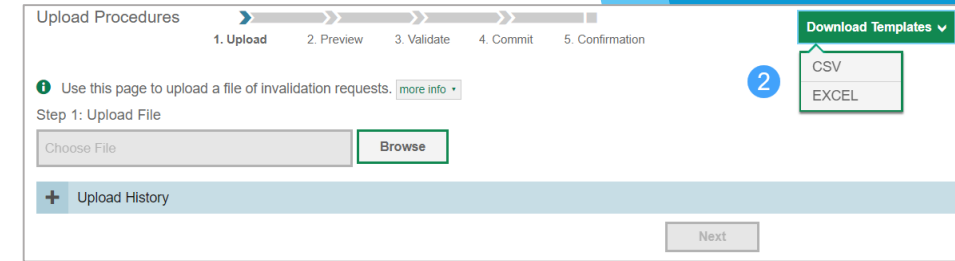 Upload Procedures
1. Upload 2. Preview 3. Validate 4. Commit 5. Confirmation
Download Templates
CSV
EXCEL
2
Use this page to upload a file of invalidation requests. more info
Step 1: Upload File
Choose File Browse
Upload History
Next